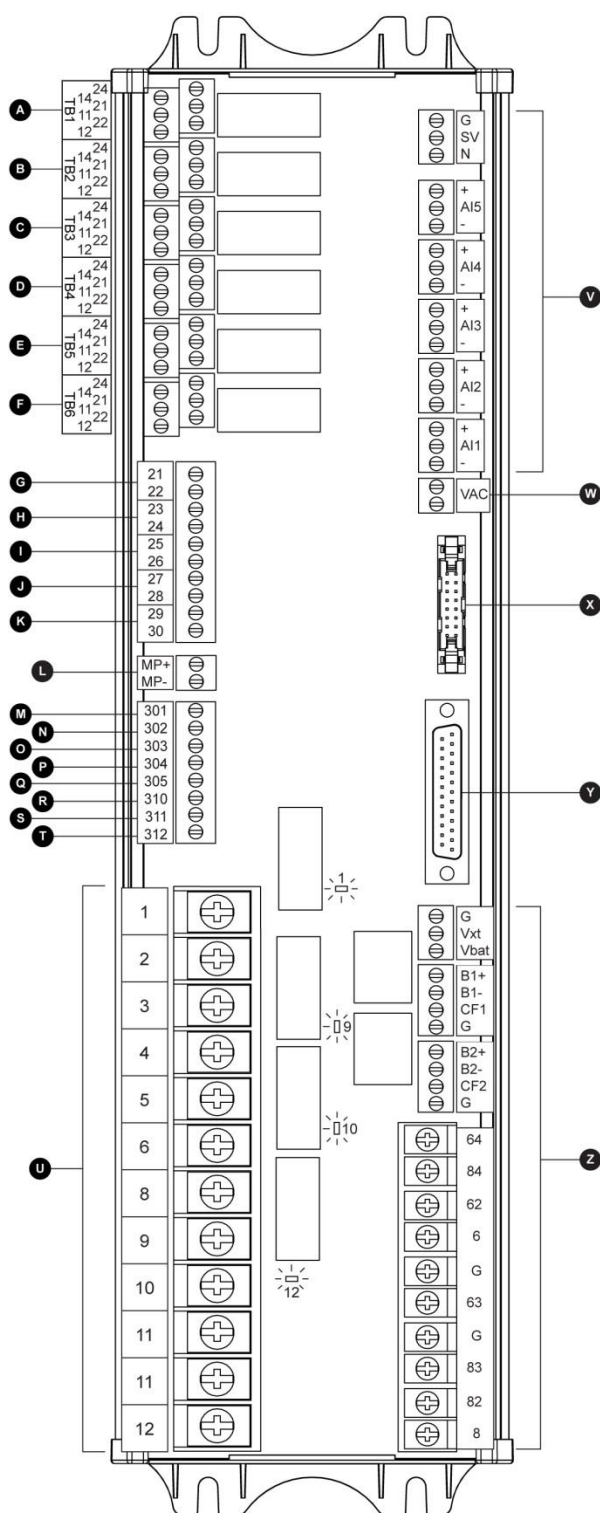 A
TB1
24
14 21
11 22
12
B
TB2
24
14 21
11 22
12
C
TB3
24
14 21
11 22
12
D
TB4
24
14 21
11 22
12
E
TB5
24
14 21
11 22
12
F
TB6
24
14 21
11 22
12
G
21
22
H
23
24
I
25
26
J
27
28
K
29
30
L
MP+
MP-
M 301
N 302
O 303
P 304
Q 305
R 310
S 311
T 312
U
1
2
3
4
5
6
8
9
10
11
11
12
1
9
10
12
G
SV
N
+
AI5
-
+
AI4
-
+
AI3
-
+
AI2
-
+
AI1
-
V
VAC
W
X
Y
G
Vxt
Vbat
B1+
B1-
CF1
G
B2+
B2-
CF2
G
64
84
62
6
G
63
G
83
82
8
Z